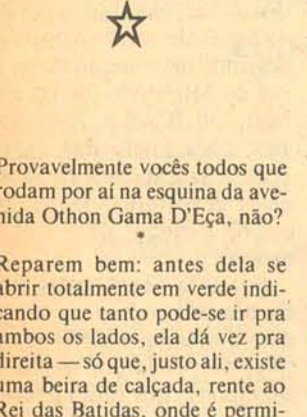 Provavelmente vocês todos que
rodam por aí na esquina da ave-
nida Othon Gama D'Eça, não?
*
Reparem bem: antes dela se
abrir totalmente em verde indi-
cando que tanto pode-se ir pra
ambos os lados, ela dá vez pra
direita — só que, justo ali, existe
uma beira de calçada, rente ao
Rei das Batidas, onde é permi-